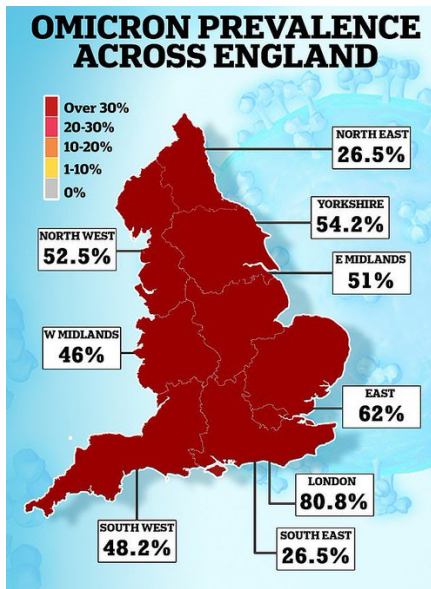 OMICRON PREVALENCE
ACROSS ENGLAND
Over 30%
20-30%
10-20%
1-10%
0%
NORTH EAST
26.5%
YORKSHIRE
54.2%
NORTH WEST
52.5%
E MIDLANDS
51%
W MIDLANDS
46%
EAST
62%
LONDON
80.8%
SOUTH WEST
48.2%
SOUTH EAST
26.5%